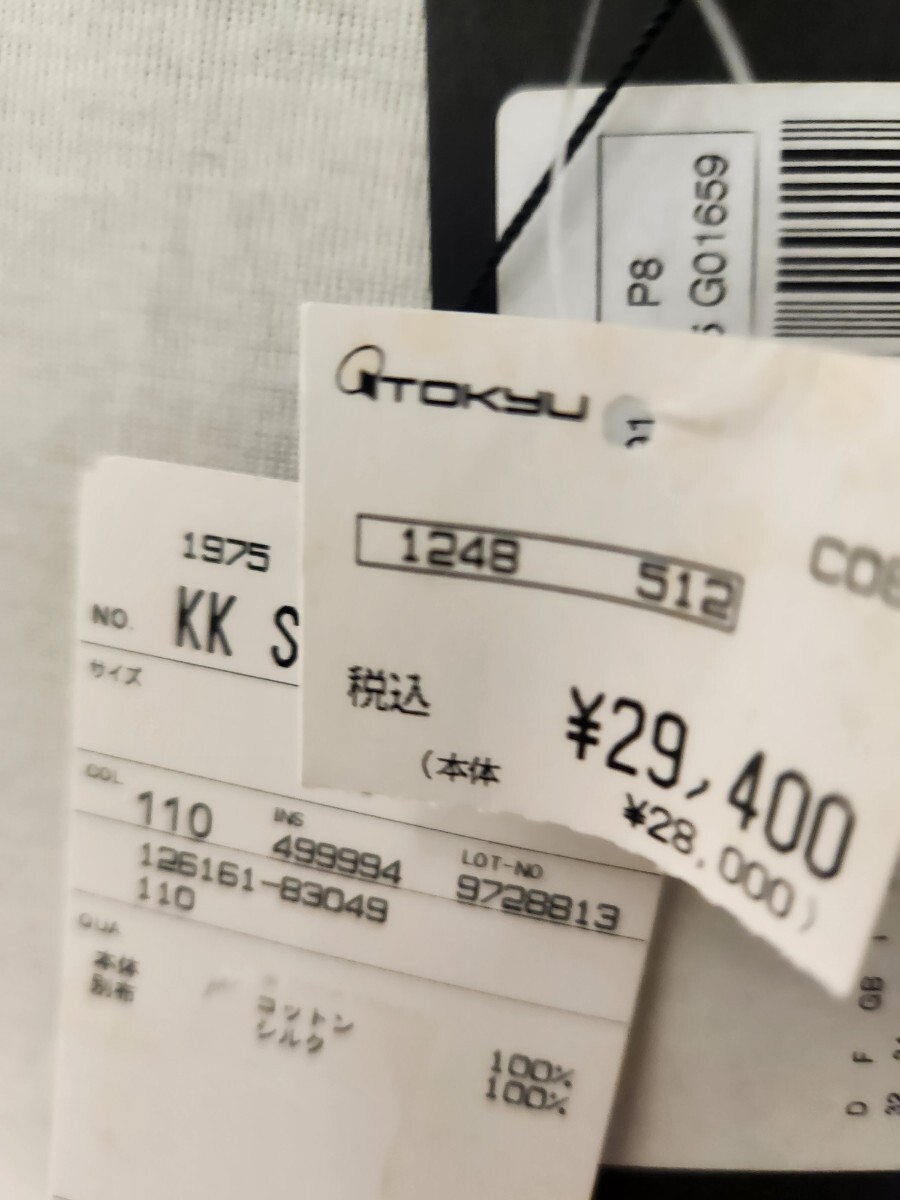 P8
G01659
TOKYU
1248 512
税込 ¥29,400
(本体 ¥28,000)
1975
NO. KK S
サイズ
COL 110
INS 499994
LOT-NO 9728813
126161-83049
110
QUA
本体 コットン 100%
別布 シルク 100%
GB
F
D 32